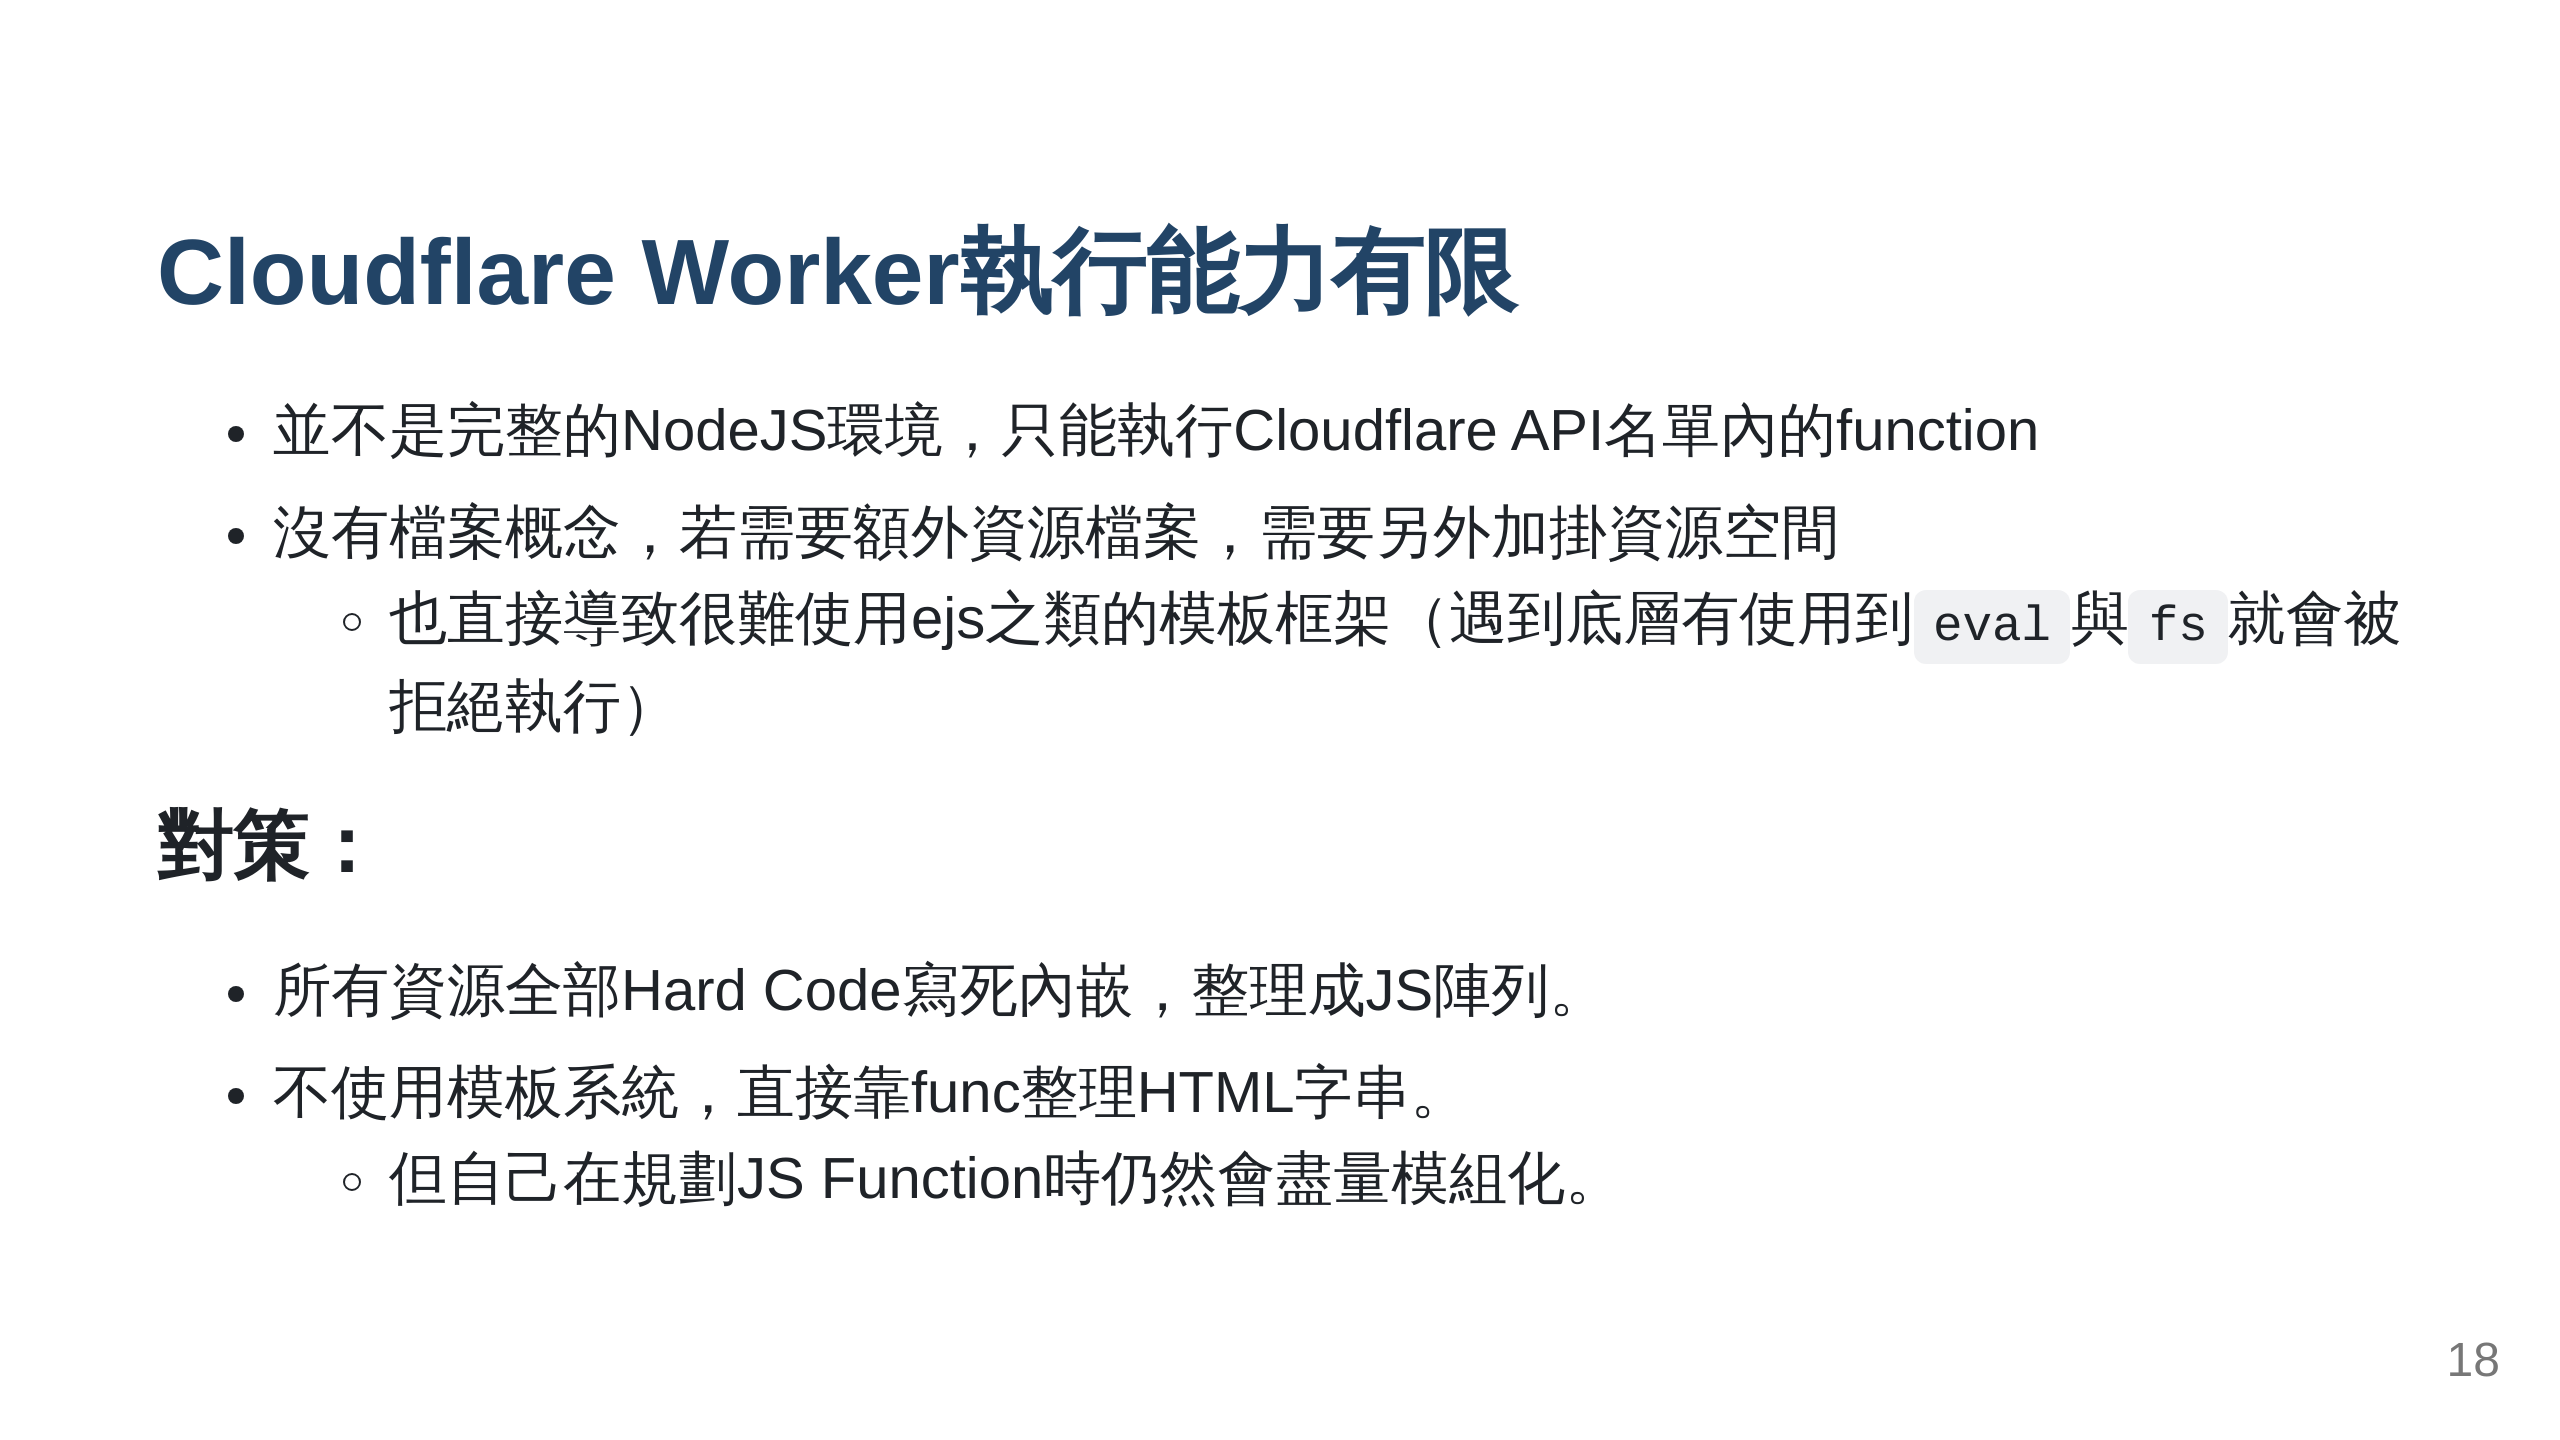 Cloudflare Worker執行能力有限
並不是完整的NodeJS環境，只能執行Cloudflare API名單內的function
沒有檔案概念，若需要額外資源檔案，需要另外加掛資源空間
也直接導致很難使用ejs之類的模板框架（遇到底層有使用到eval與fs就會被
拒絕執行）
對策：
所有資源全部Hard Code寫死內嵌，整理成JS陣列。
不使用模板系統，直接靠func整理HTML字串。
但自己在規劃JS Function時仍然會盡量模組化。
18